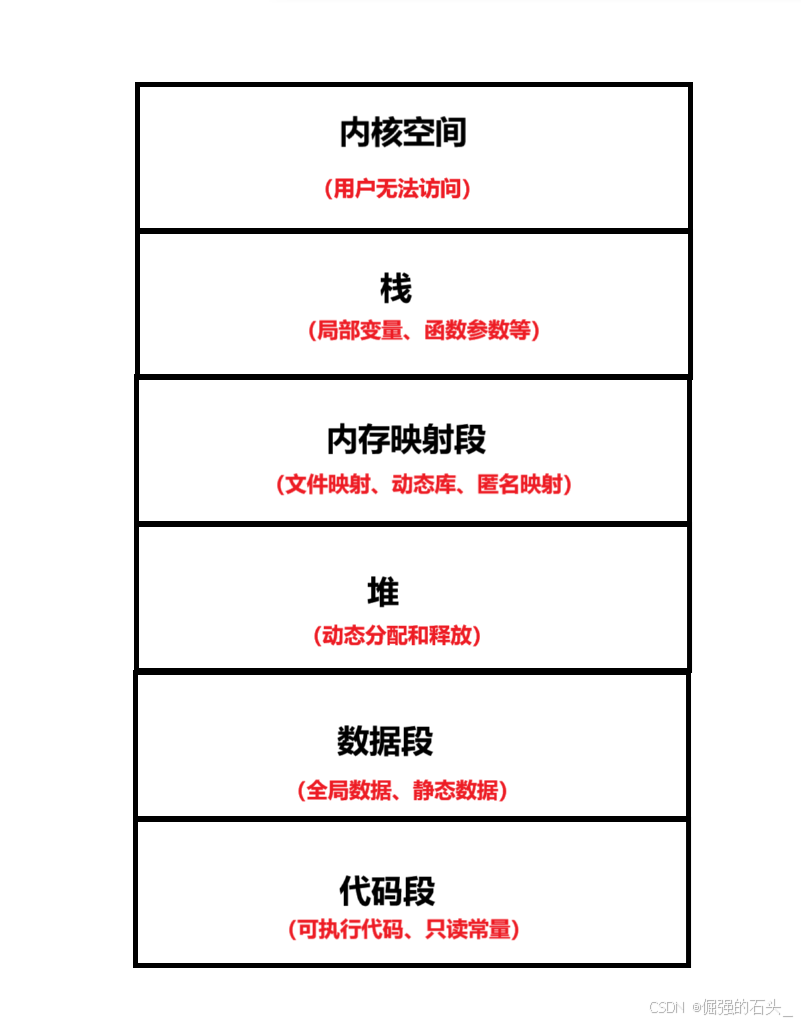 内核空间
（用户无法访问）
栈
（局部变量、函数参数等）
内存映射段
（文件映射、动态库、匿名映射）
堆
（动态分配和释放）
数据段
（全局数据、静态数据）
代码段
（可执行代码、只读常量）
CSDN @倔强的石头_